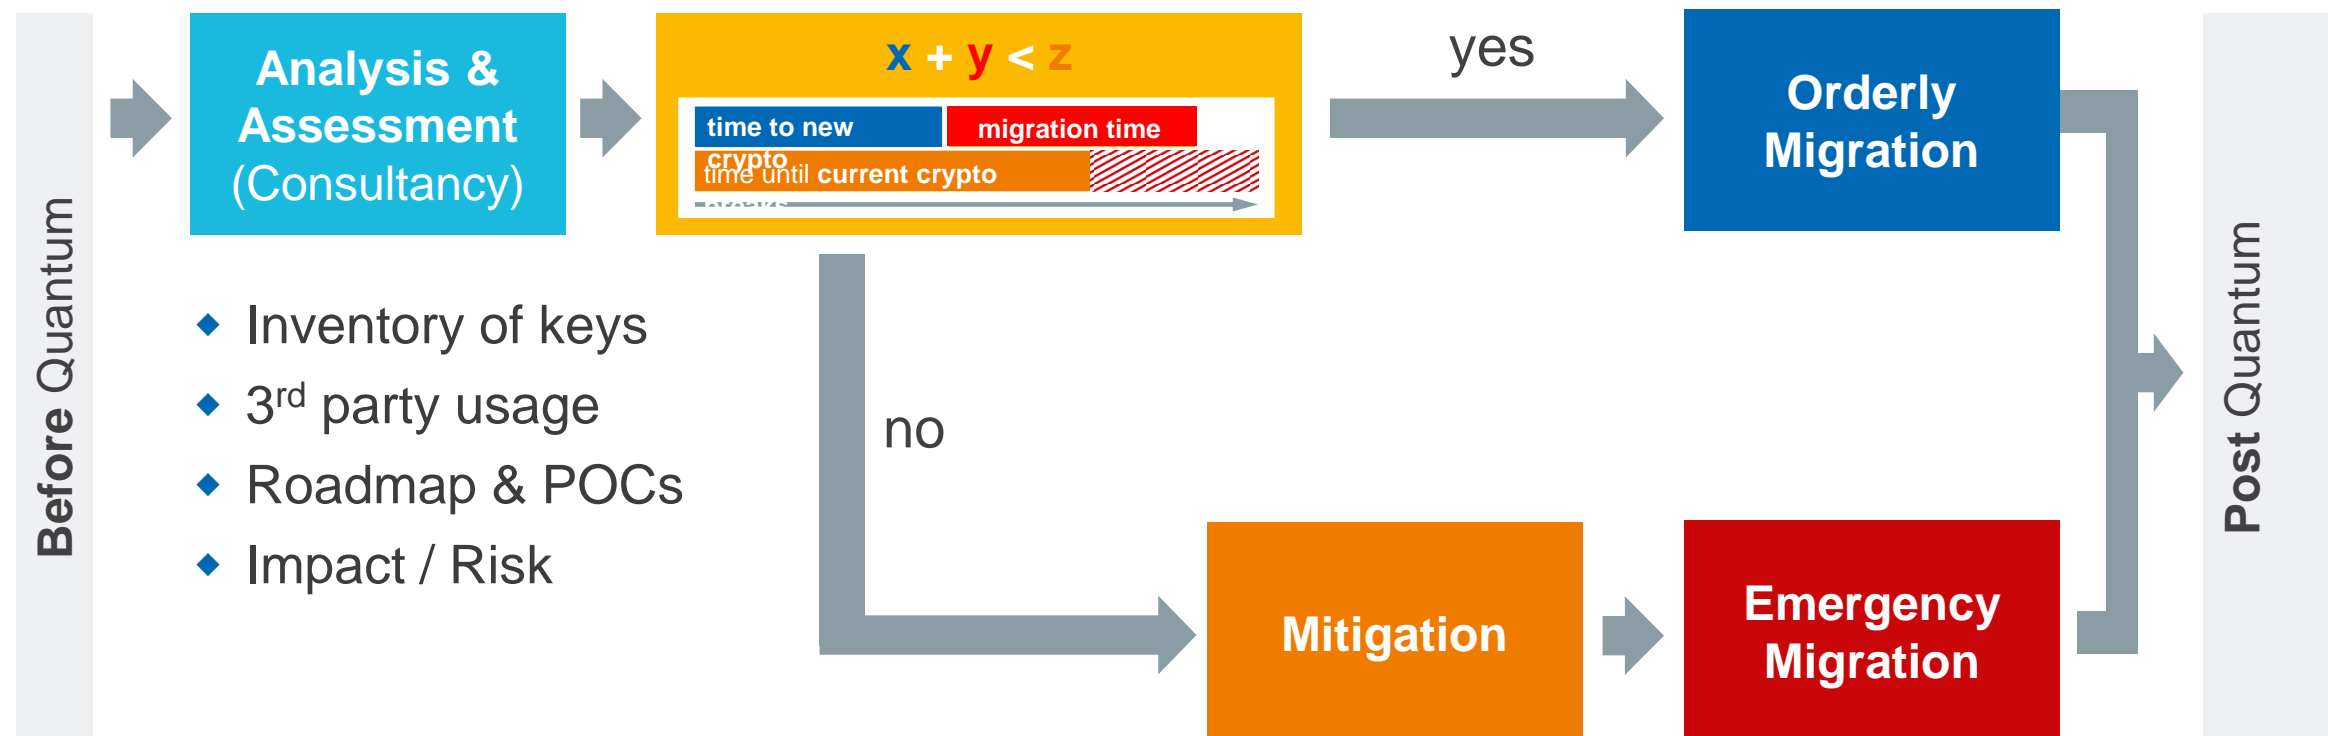 Before Quantum
Analysis &
Assessment
(Consultancy)
Inventory of keys
3rd party usage
Roadmap & POCs
Impact / Risk
x + y < z
time to new
crypto
migration time
time until current crypto
breaks
yes
no
Orderly
Migration
Mitigation
Emergency
Migration
Post Quantum